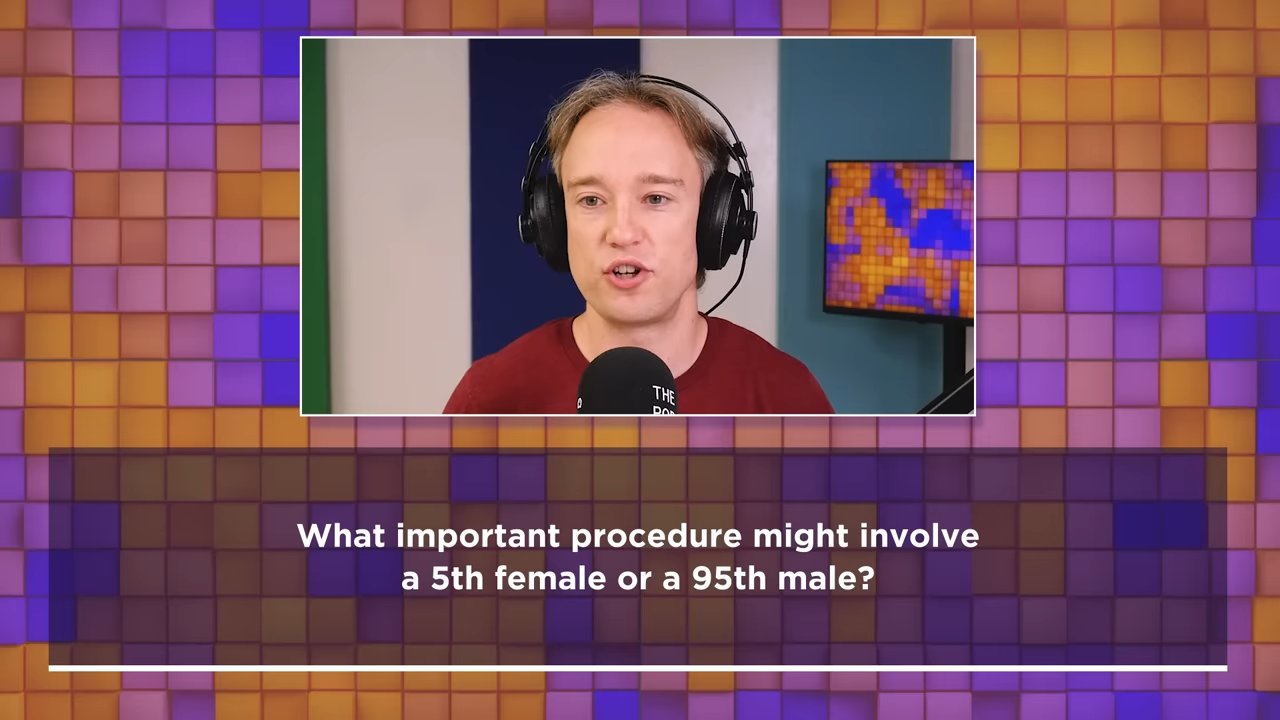 THE
What important procedure might involve
a 5th female or a 95th male?